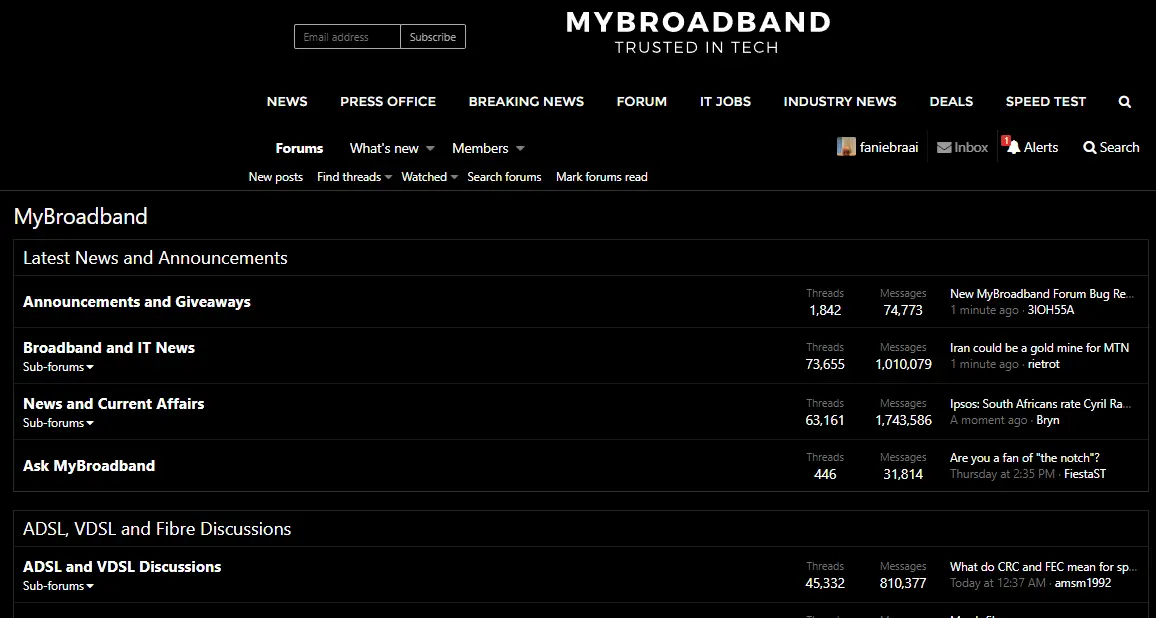 Email address Subscribe
MYBROADBAND
TRUSTED IN TECH
NEWS PRESS OFFICE BREAKING NEWS FORUM IT JOBS INDUSTRY NEWS DEALS SPEED TEST
Forums What's new Members faniebraai Inbox 1 Alerts Search
New posts Find threads Watched Search forums Mark forums read
MyBroadband
Latest News and Announcements
Announcements and Giveaways
Threads
1,842
Messages
74,773
New MyBroadband Forum Bug Re...
1 minute ago · 3IOH55A
Broadband and IT News
Sub-forums
Threads
73,655
Messages
1,010,079
Iran could be a gold mine for MTN
1 minute ago · rietrot
News and Current Affairs
Sub-forums
Threads
63,161
Messages
1,743,586
Ipsos: South Africans rate Cyril Ra...
A moment ago · Bryn
Ask MyBroadband
Threads
446
Messages
31,814
Are you a fan of "the notch"?
Thursday at 2:35 PM · FiestaST
ADSL, VDSL and Fibre Discussions
ADSL and VDSL Discussions
Sub-forums
Threads
45,332
Messages
810,377
What do CRC and FEC mean for sp...
Today at 12:37 AM · amsm1992